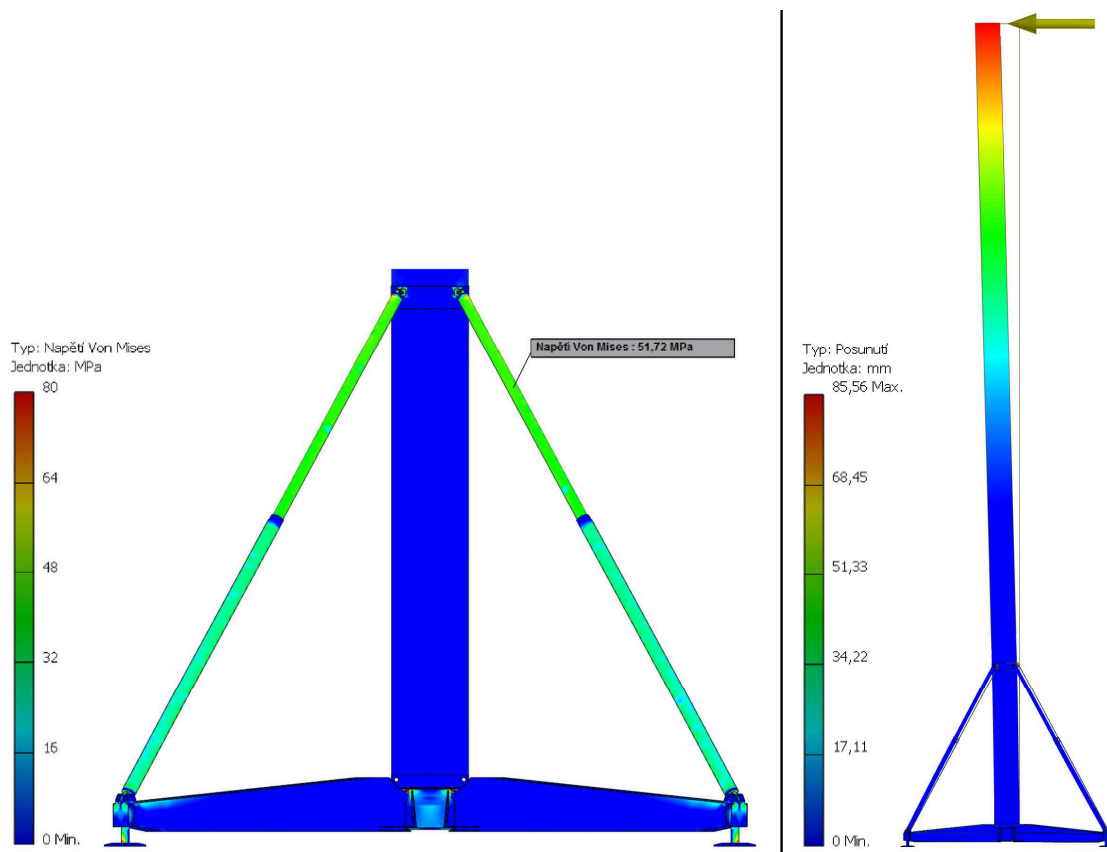 Typ: Napětí Von Mises
Jednotka: MPa
80
64
48
32
16
0 Min.
Napětí Von Mises : 51,72 MPa
Typ: Posunutí
Jednotka: mm
85,56 Max.
68,45
51,33
34,22
17,11
0 Min.